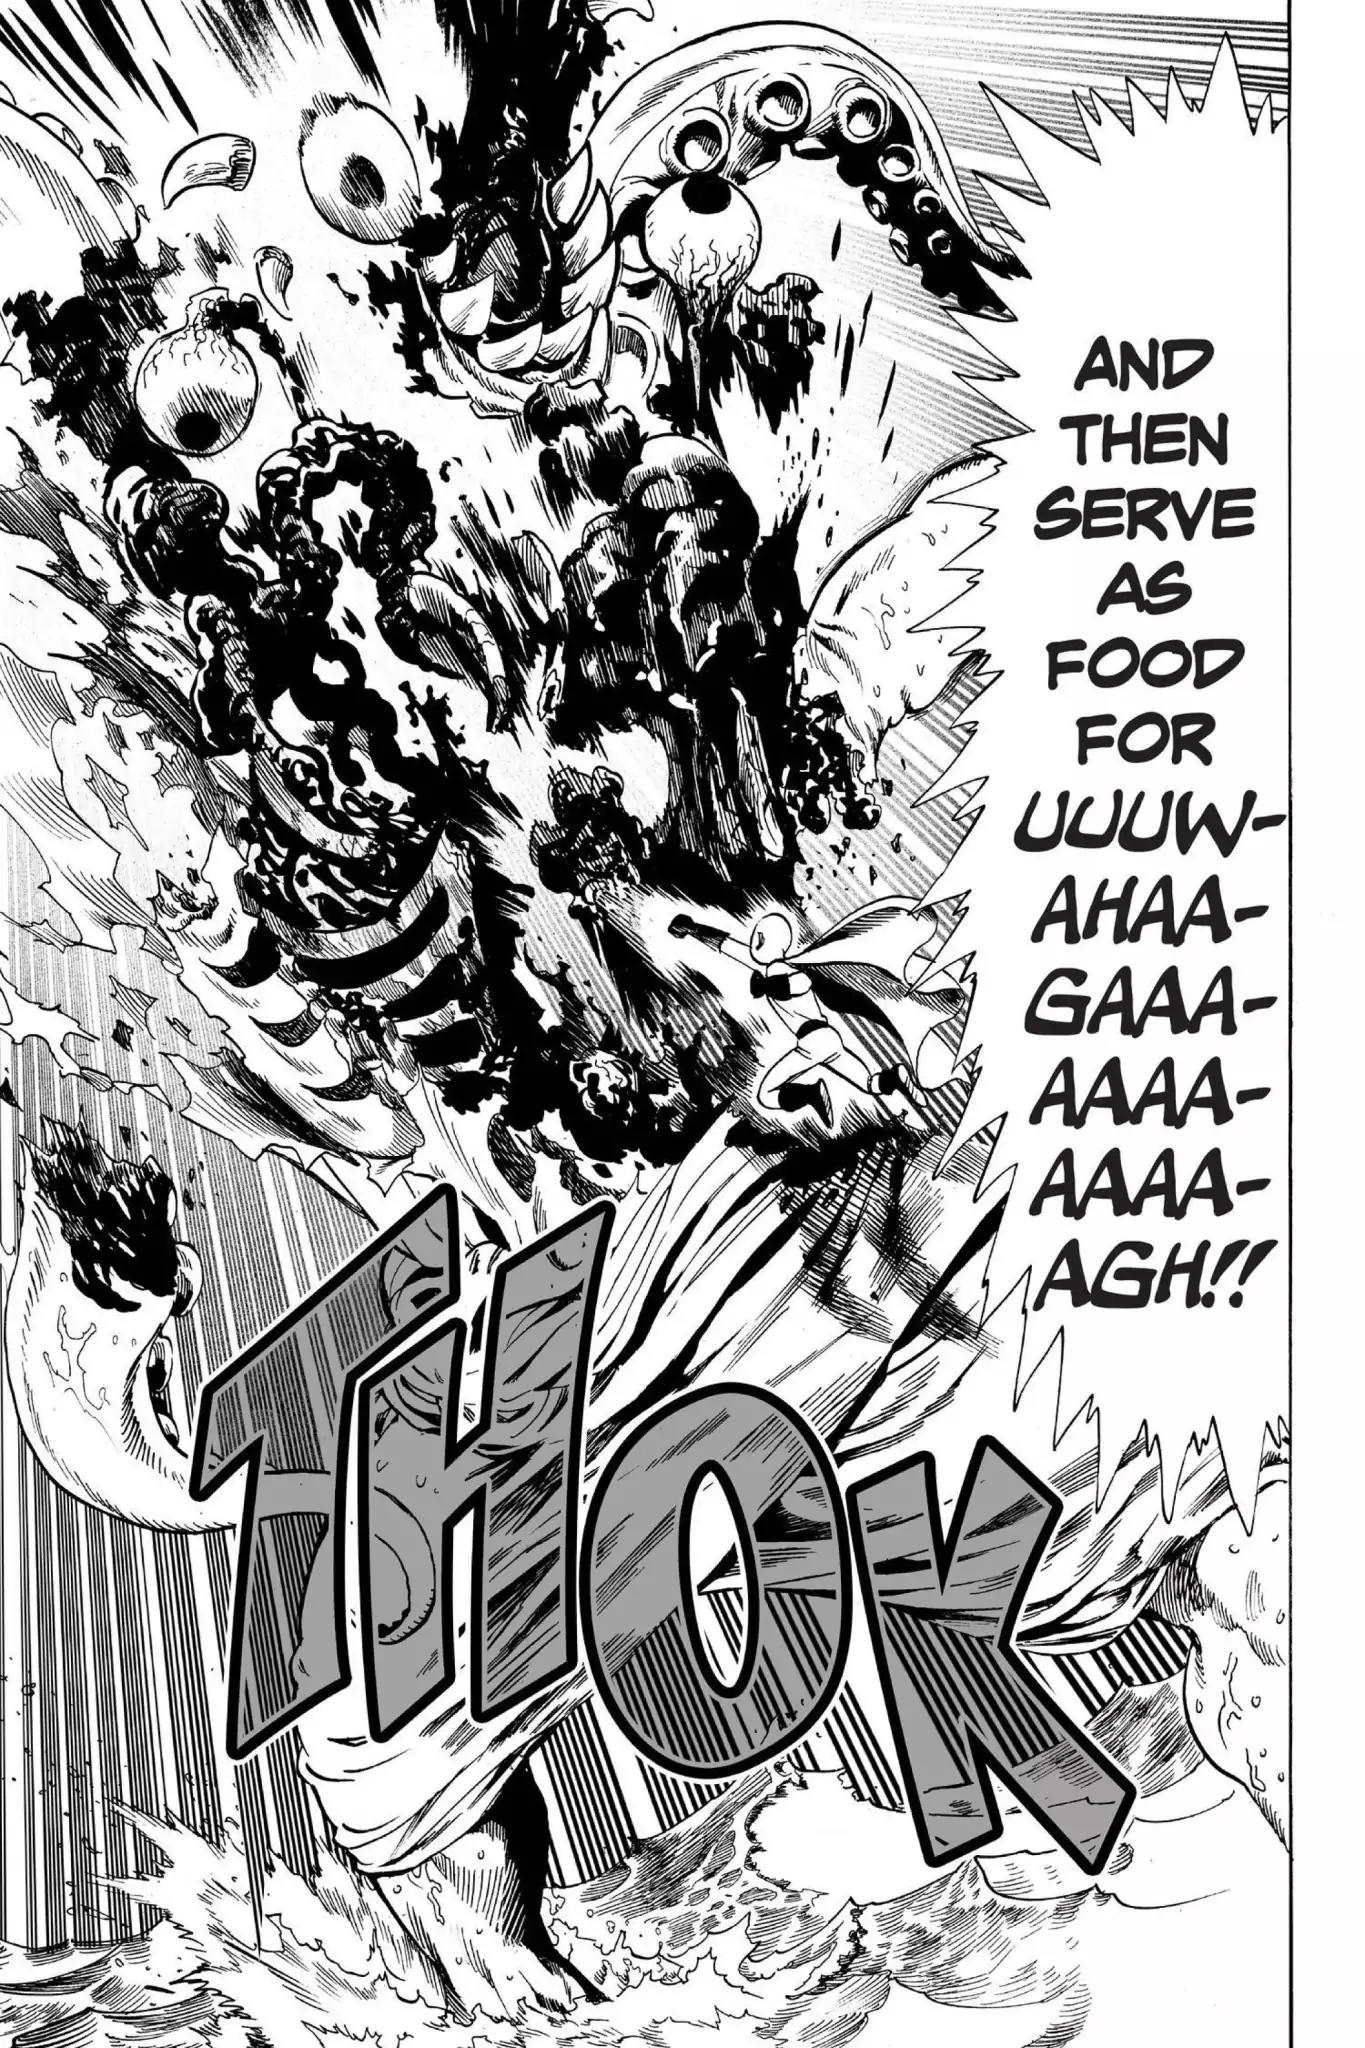 AND
THEN
SERVE
AS
FOOD
FOR
UUUW-
AHAA-
GAAA-
AAAA-
AAAA-
AGH!!
THOK